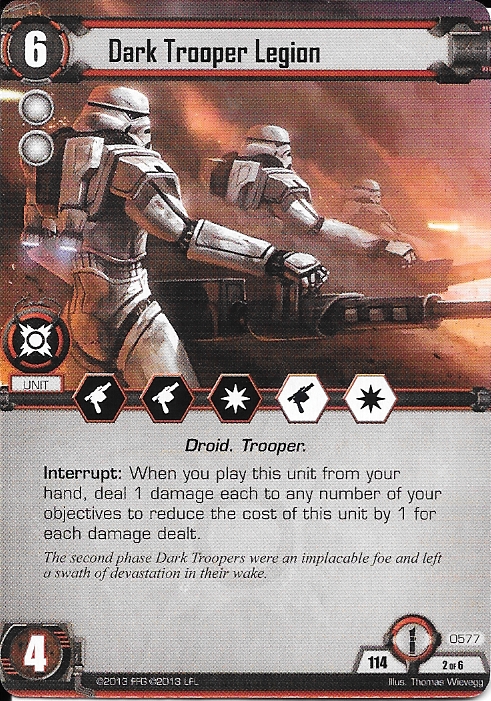 6
Dark Trooper Legion
UNIT
Droid. Trooper.
Interrupt: When you play this unit from your
hand, deal 1 damage each to any number of your
objectives to reduce the cost of this unit by 1 for
each damage dealt.
The second phase Dark Troopers were an implacable foe and left
a swath of devastation in their wake.
4
0577
114
2 of 6
©2013 FFG ©2013 LFL
Illus. Thomas Wievegg